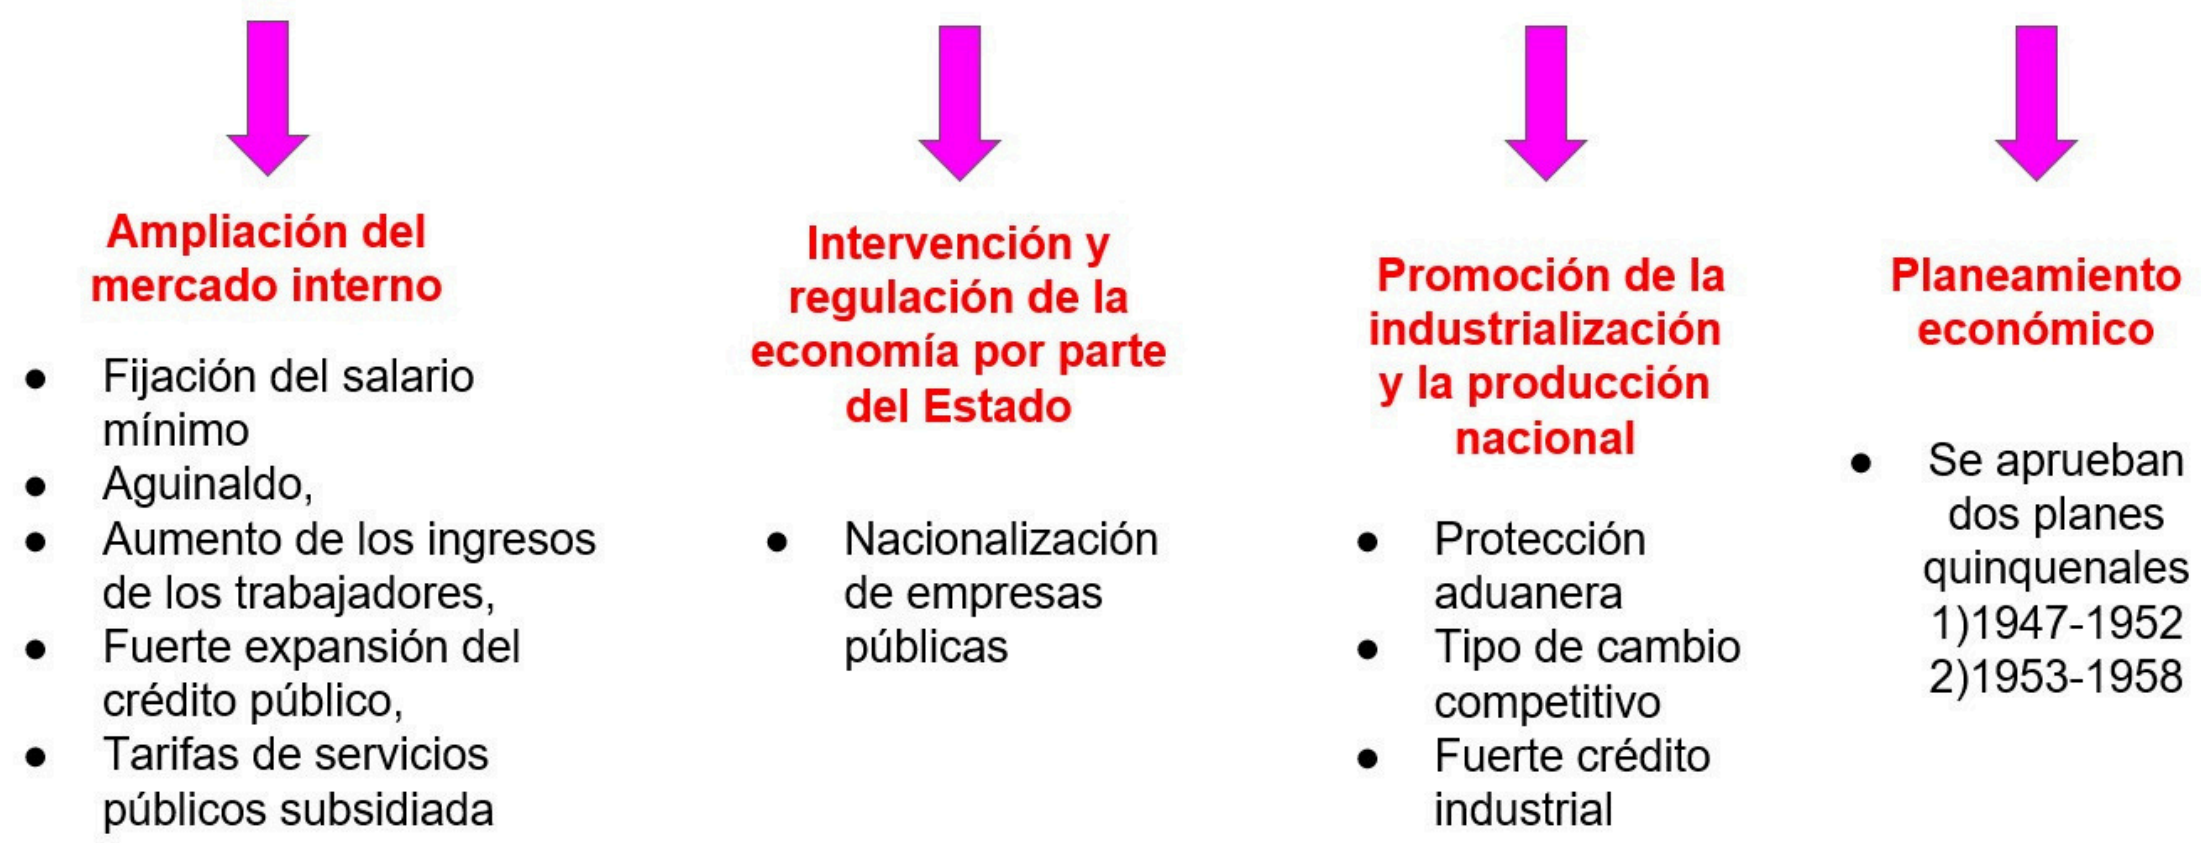 Ampliación del
mercado interno
● Fijación del salario
mínimo
● Aguinaldo,
● Aumento de los ingresos
de los trabajadores,
● Fuerte expansión del
crédito público,
● Tarifas de servicios
públicos subsidiada
Intervención y
regulación de la
economía por parte
del Estado
● Nacionalización
de empresas
públicas
Promoción de la
industrialización
y la producción
nacional
● Protección
aduanera
● Tipo de cambio
competitivo
● Fuerte crédito
industrial
Planeamiento
económico
● Se aprueban
dos planes
quinquenales
1)1947-1952
2)1953-1958